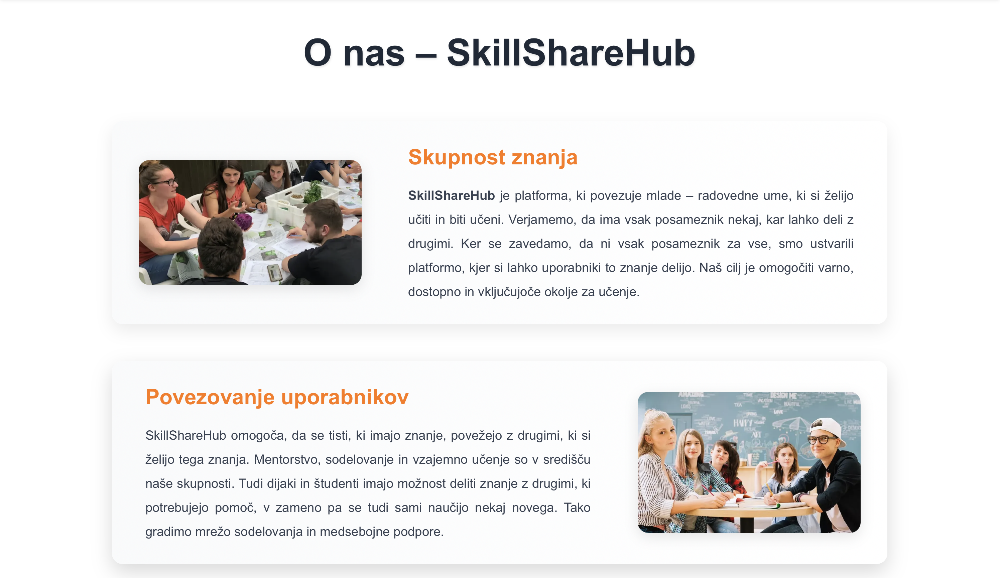 O nas – SkillShareHub
Skupnost znanja
SkillShareHub je platforma, ki povezuje mlade – radovedne ume, ki si želijo
učiti in biti učeni. Verjamemo, da ima vsak posameznik nekaj, kar lahko deli z
drugimi. Ker se zavedamo, da ni vsak posameznik za vse, smo ustvarili
platformo, kjer si lahko uporabniki to znanje delijo. Naš cilj je omogočiti varno,
dostopno in vključujoče okolje za učenje.
Povezovanje uporabnikov
SkillShareHub omogoča, da se tisti, ki imajo znanje, povežejo z drugimi, ki si
želijo tega znanja. Mentorstvo, sodelovanje in vzajemno učenje so v središču
naše skupnosti. Tudi dijaki in študenti imajo možnost deliti znanje z drugimi, ki
potrebujejo pomoč, v zameno pa se tudi sami naučijo nekaj novega. Tako
gradimo mrežo sodelovanja in medsebojne podpore.
AMAZING
TIME
DESIGN ME
VACATION
TEA
BEAUTIFUL
LOVE
LOVE
HAPPY
ART